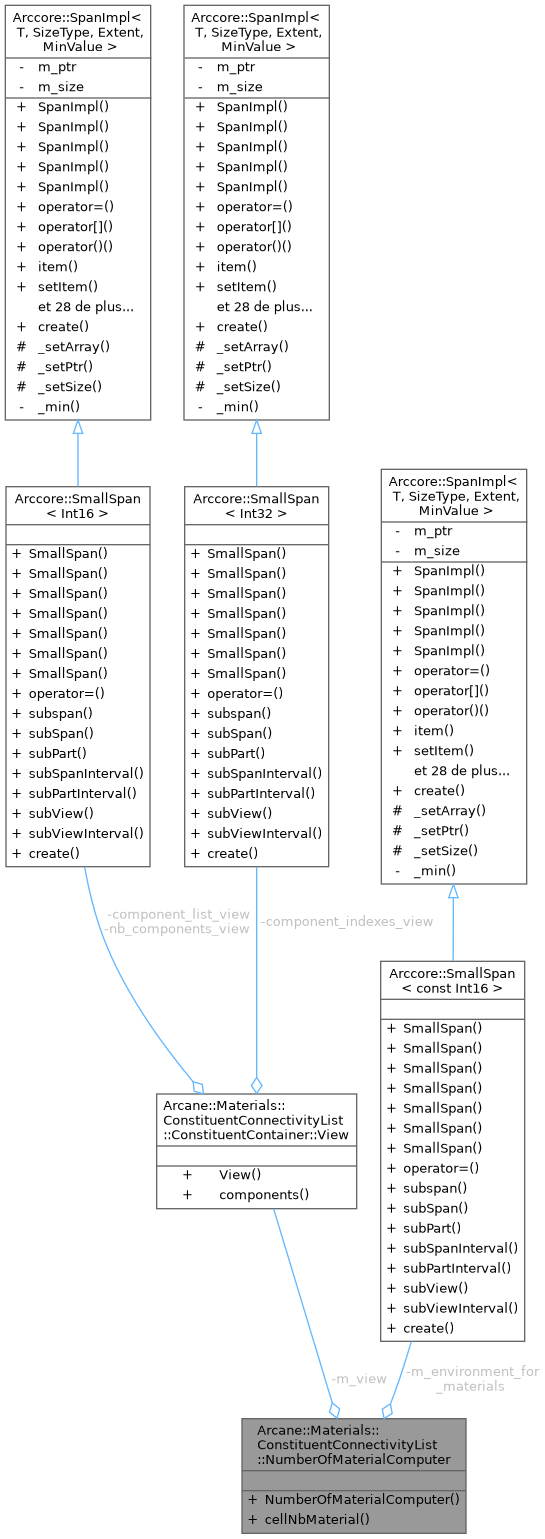 Arccore::SpanImpl<
T, SizeType, Extent,
MinValue >
- m_ptr
- m_size
+ SpanImpl()
+ SpanImpl()
+ SpanImpl()
+ SpanImpl()
+ SpanImpl()
+ operator=()
+ operator[]()
+ operator()()
+ item()
+ setItem()
et 28 de plus...
+ create()
# _setArray()
# _setPtr()
# _setSize()
- _min()
Arccore::SpanImpl<
T, SizeType, Extent,
MinValue >
- m_ptr
- m_size
+ SpanImpl()
+ SpanImpl()
+ SpanImpl()
+ SpanImpl()
+ SpanImpl()
+ operator=()
+ operator[]()
+ operator()()
+ item()
+ setItem()
et 28 de plus...
+ create()
# _setArray()
# _setPtr()
# _setSize()
- _min()
Arccore::SmallSpan
< Int16 >
+ SmallSpan()
+ SmallSpan()
+ SmallSpan()
+ SmallSpan()
+ SmallSpan()
+ SmallSpan()
+ SmallSpan()
+ operator=()
+ subspan()
+ subSpan()
+ subPart()
+ subSpanInterval()
+ subPartInterval()
+ subView()
+ subViewInterval()
+ create()
Arccore::SmallSpan
< Int32 >
+ SmallSpan()
+ SmallSpan()
+ SmallSpan()
+ SmallSpan()
+ SmallSpan()
+ SmallSpan()
+ SmallSpan()
+ operator=()
+ subspan()
+ subSpan()
+ subPart()
+ subSpanInterval()
+ subPartInterval()
+ subView()
+ subViewInterval()
+ create()
Arccore::SpanImpl<
T, SizeType, Extent,
MinValue >
- m_ptr
- m_size
+ SpanImpl()
+ SpanImpl()
+ SpanImpl()
+ SpanImpl()
+ SpanImpl()
+ operator=()
+ operator[]()
+ operator()()
+ item()
+ setItem()
et 28 de plus...
+ create()
# _setArray()
# _setPtr()
# _setSize()
- _min()
-component_list_view
-nb_components_view
-component_indexes_view
Arccore::SmallSpan
< const Int16 >
+ SmallSpan()
+ SmallSpan()
+ SmallSpan()
+ SmallSpan()
+ SmallSpan()
+ SmallSpan()
+ SmallSpan()
+ operator=()
+ subspan()
+ subSpan()
+ subPart()
+ subSpanInterval()
+ subPartInterval()
+ subView()
+ subViewInterval()
+ create()
Arcane::Materials::
ConstituentConnectivityList
::ConstituentContainer::View
+ View()
+ components()
-m_view
-m_environment_for
_materials
Arcane::Materials::
ConstituentConnectivityList
::NumberOfMaterialComputer
+ NumberOfMaterialComputer()
+ cellNbMaterial()